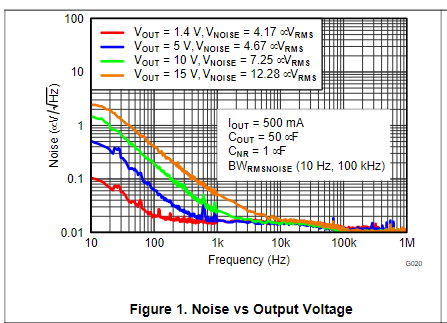 100
10
1
0.1
0.01
Noise (∝V/√Hz)
VOUT = 1.4 V, VNOISE = 4.17 ∝VRMS
VOUT = 5 V, VNOISE = 4.67 ∝VRMS
VOUT = 10 V, VNOISE = 7.25 ∝VRMS
VOUT = 15 V, VNOISE = 12.28 ∝VRMS
IOUT = 500 mA
COUT = 50 ∝F
CNR = 1 ∝F
BWRMSNOISE (10 Hz, 100 kHz)
10 100 1k 10k 100k 1M
Frequency (Hz)
G020
Figure 1. Noise vs Output Voltage